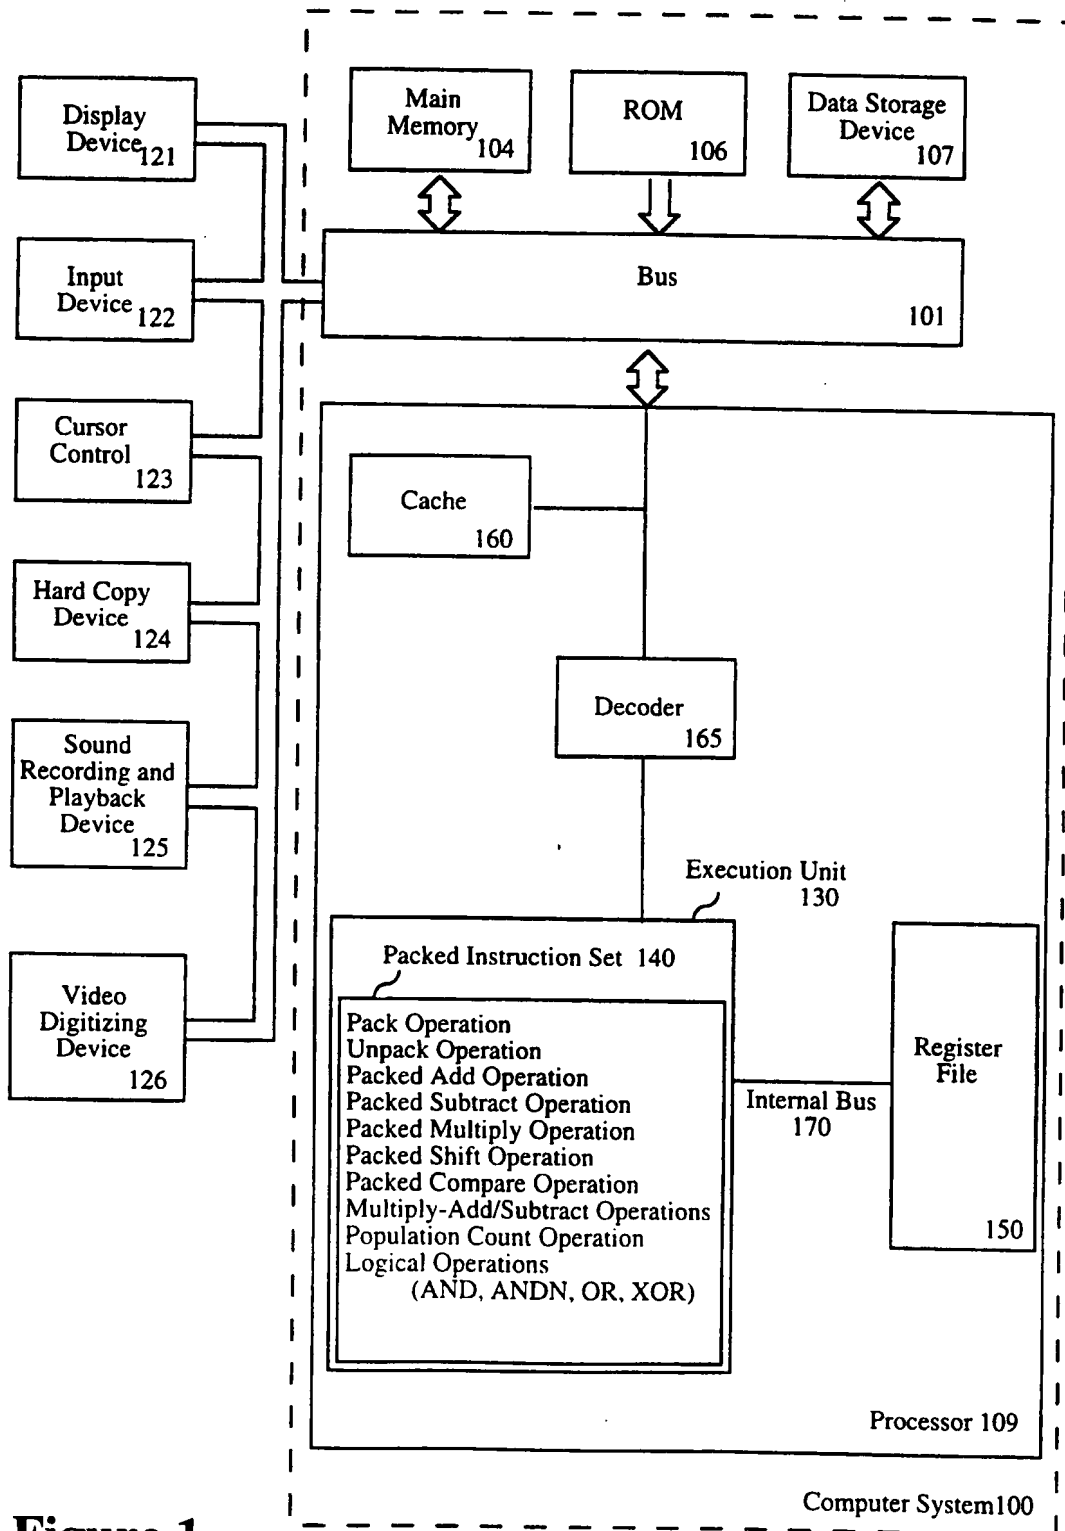 Display
Device
121
Input
Device
122
Cursor
Control
123
Hard Copy
Device
124
Sound
Recording and
Playback
Device
125
Video
Digitizing
Device
126
Main
Memory
104
ROM
106
Data Storage
Device
107
Bus
101
Cache
160
Decoder
165
Execution Unit
130
Packed Instruction Set 140
Pack Operation
Unpack Operation
Packed Add Operation
Packed Subtract Operation
Packed Multiply Operation
Packed Shift Operation
Packed Compare Operation
Multiply-Add/Subtract Operations
Population Count Operation
Logical Operations
(AND, ANDN, OR, XOR)
Internal Bus
170
Register
File
150
Processor 109
Computer System100
Figure 1